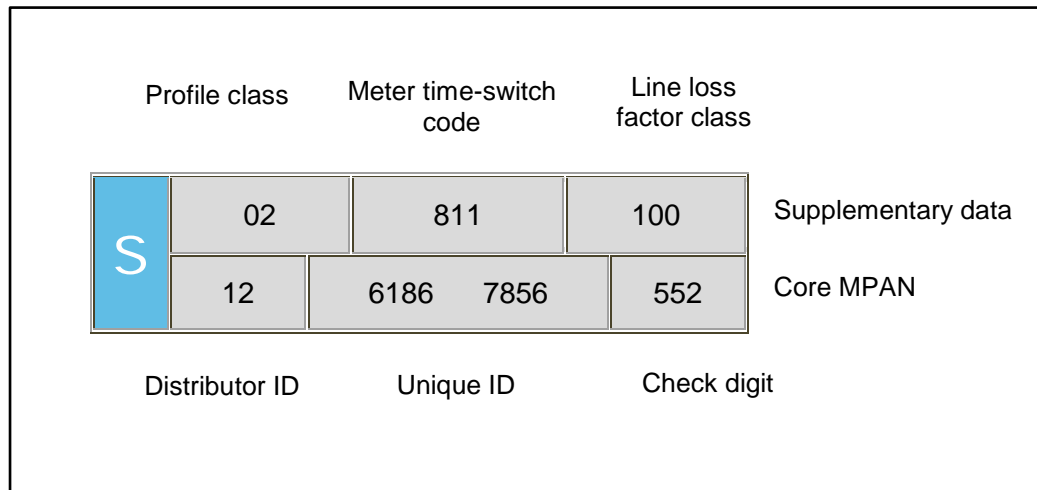 Profile class Meter time-switch code Line loss factor class
S 02 811 100 Supplementary data
12 6186 7856 552 Core MPAN
Distributor ID Unique ID Check digit